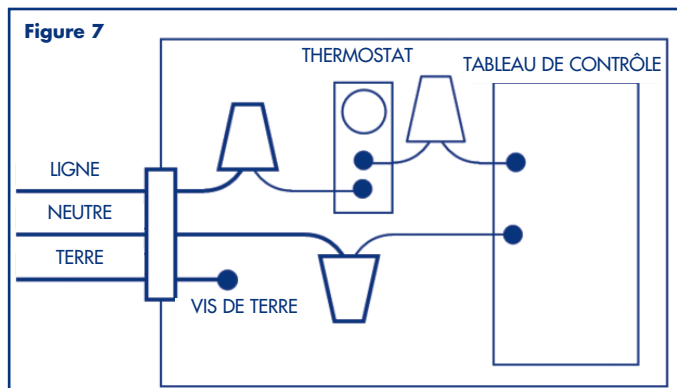 Figure 7
THERMOSTAT
TABLEAU DE CONTRÔLE
LIGNE
NEUTRE
TERRE
VIS DE TERRE